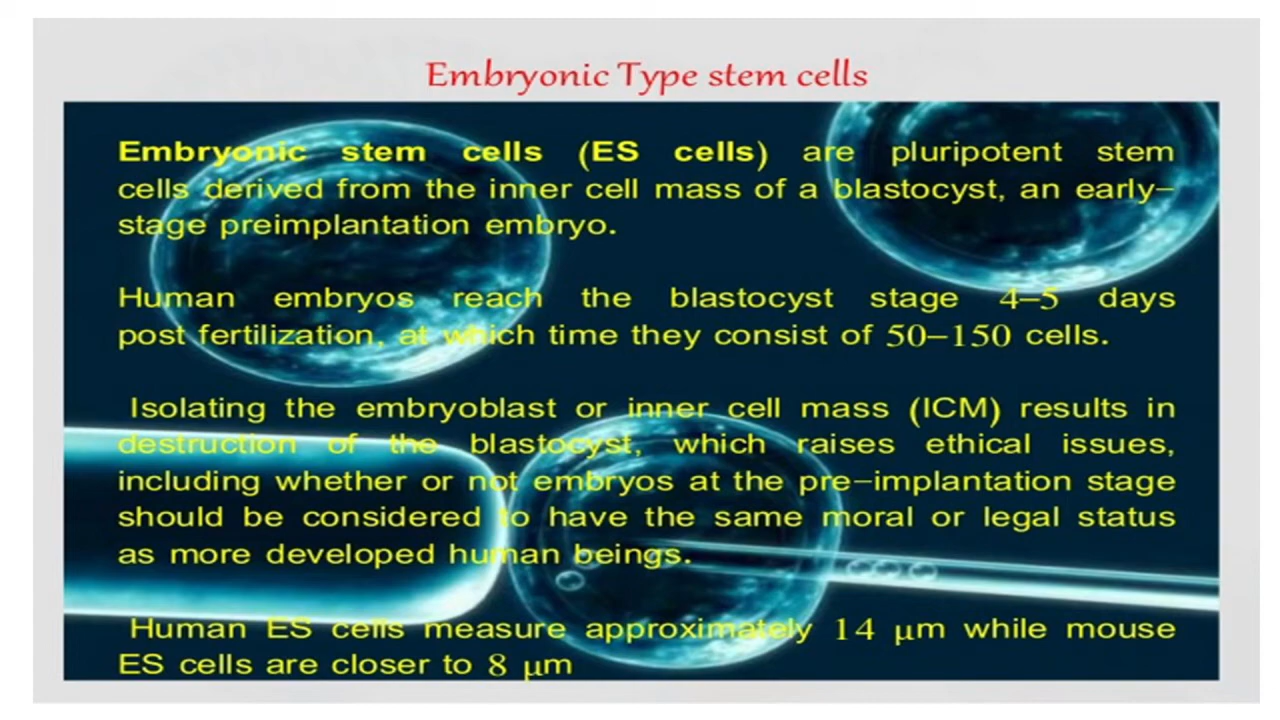 Embryonic Type stem cells
Embryonic stem cells (ES cells) are pluripotent stem
cells derived from the inner cell mass of a blastocyst, an early-
stage preimplantation embryo.
Human embryos reach the blastocyst stage 4–5 days
post fertilization, at which time they consist of 50–150 cells.
Isolating the embryoblast or inner cell mass (ICM) results in
destruction of the blastocyst, which raises ethical issues,
including whether or not embryos at the pre-implantation stage
should be considered to have the same moral or legal status
as more developed human beings.
Human ES cells measure approximately 14 μm while mouse
ES cells are closer to 8 μm